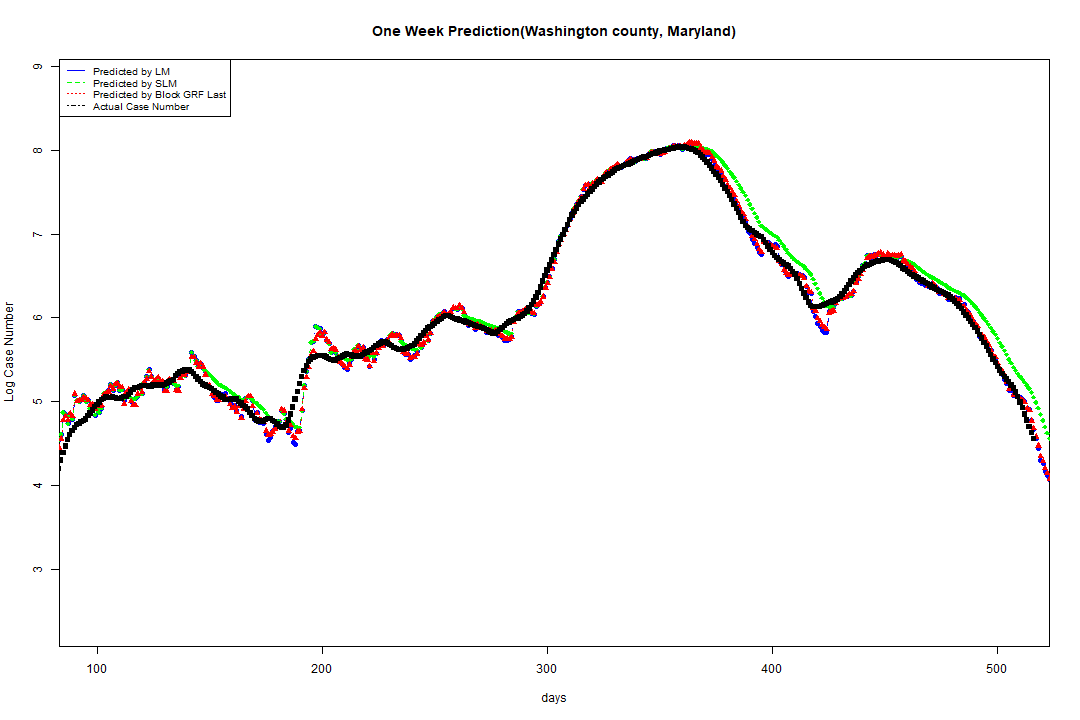 One Week Prediction(Washington county, Maryland)
Predicted by LM
Predicted by SLM
Predicted by Block GRF Last
Actual Case Number
9
8
7
6
5
4
3
Log Case Number
100 200 300 400 500
days